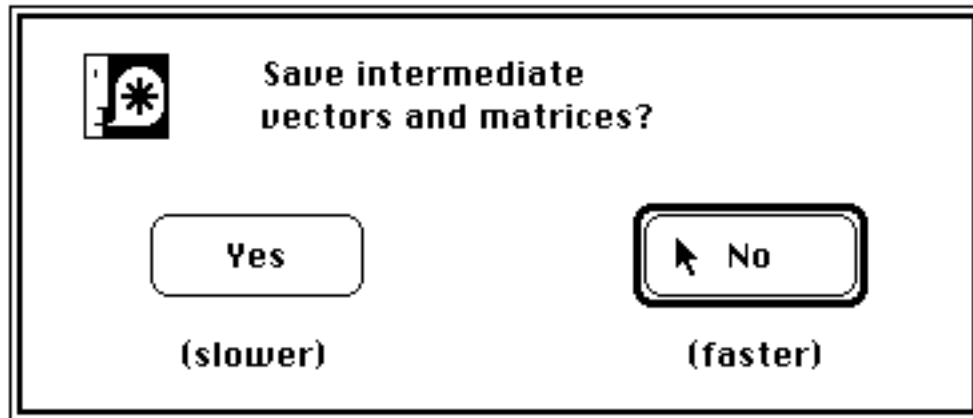 Save intermediate
vectors and matrices?
Yes
No
(slower)
(faster)